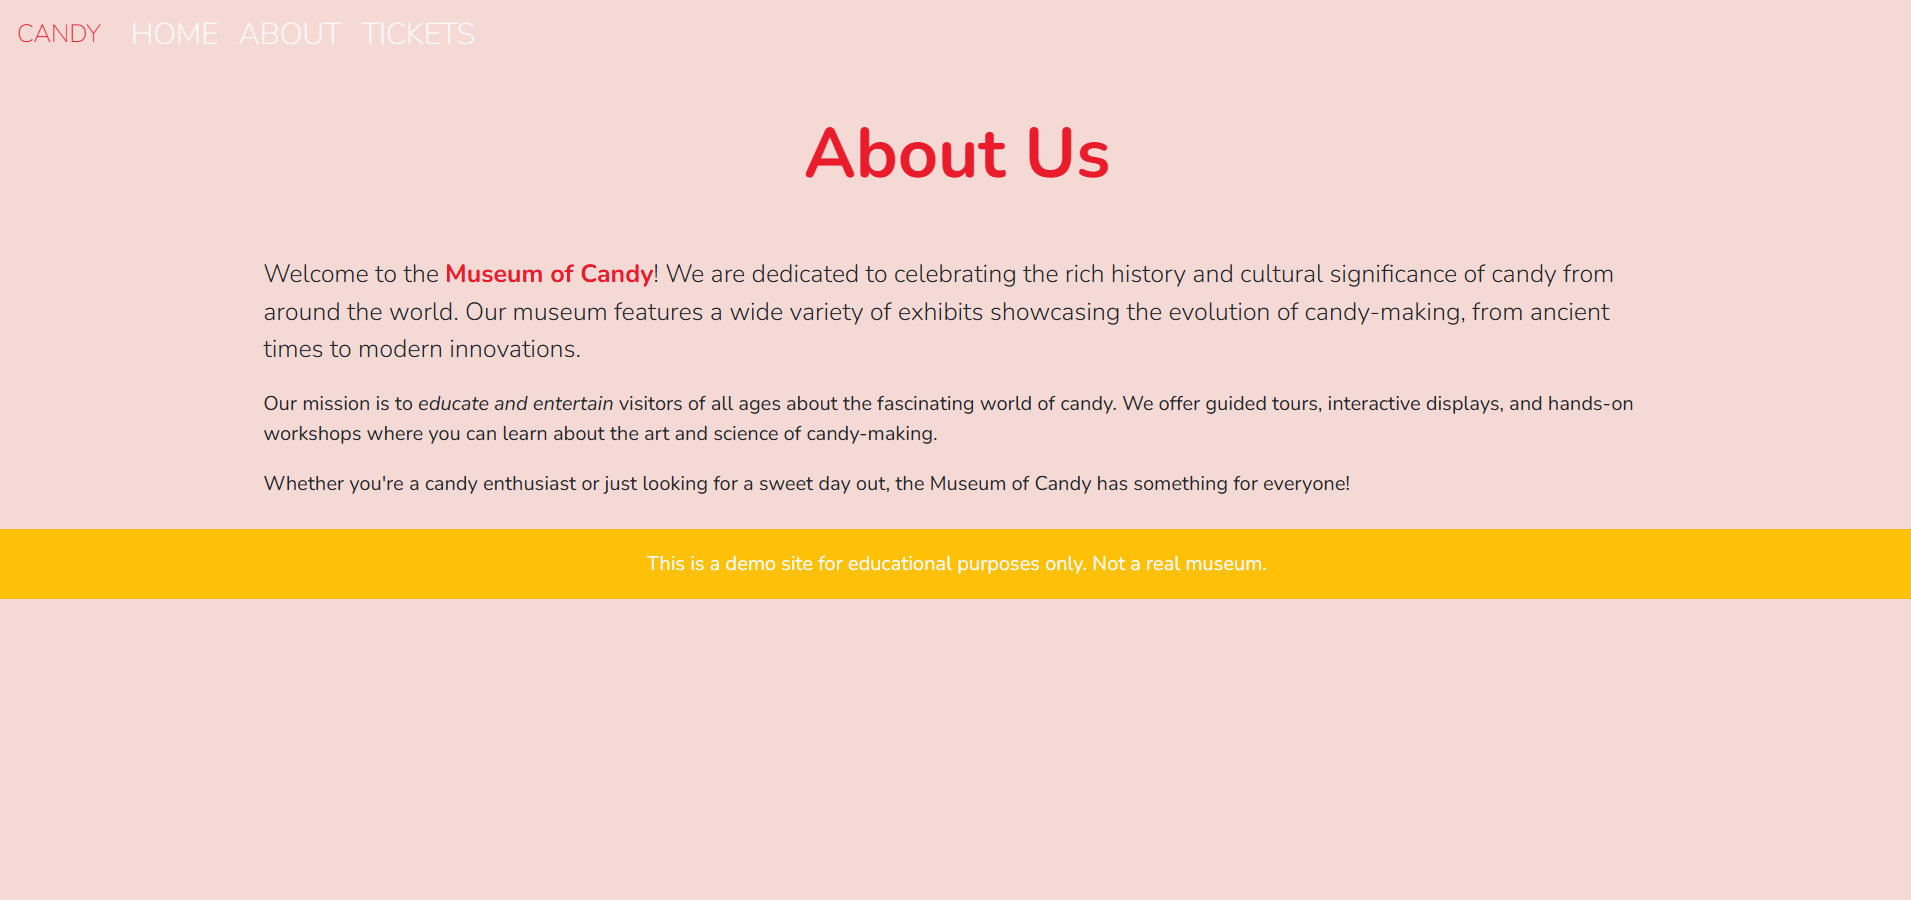 CANDY HOME ABOUT TICKETS
About Us
Welcome to the Museum of Candy! We are dedicated to celebrating the rich history and cultural significance of candy from
around the world. Our museum features a wide variety of exhibits showcasing the evolution of candy-making, from ancient
times to modern innovations.
Our mission is to educate and entertain visitors of all ages about the fascinating world of candy. We offer guided tours, interactive displays, and hands-on
workshops where you can learn about the art and science of candy-making.
Whether you're a candy enthusiast or just looking for a sweet day out, the Museum of Candy has something for everyone!
This is a demo site for educational purposes only. Not a real museum.